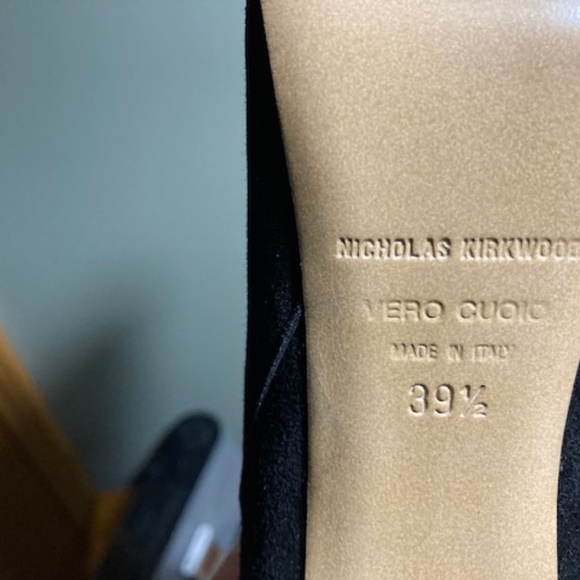 NICHOLAS KIRKWOOD
VERO CUOIO
MADE IN ITALY
39½